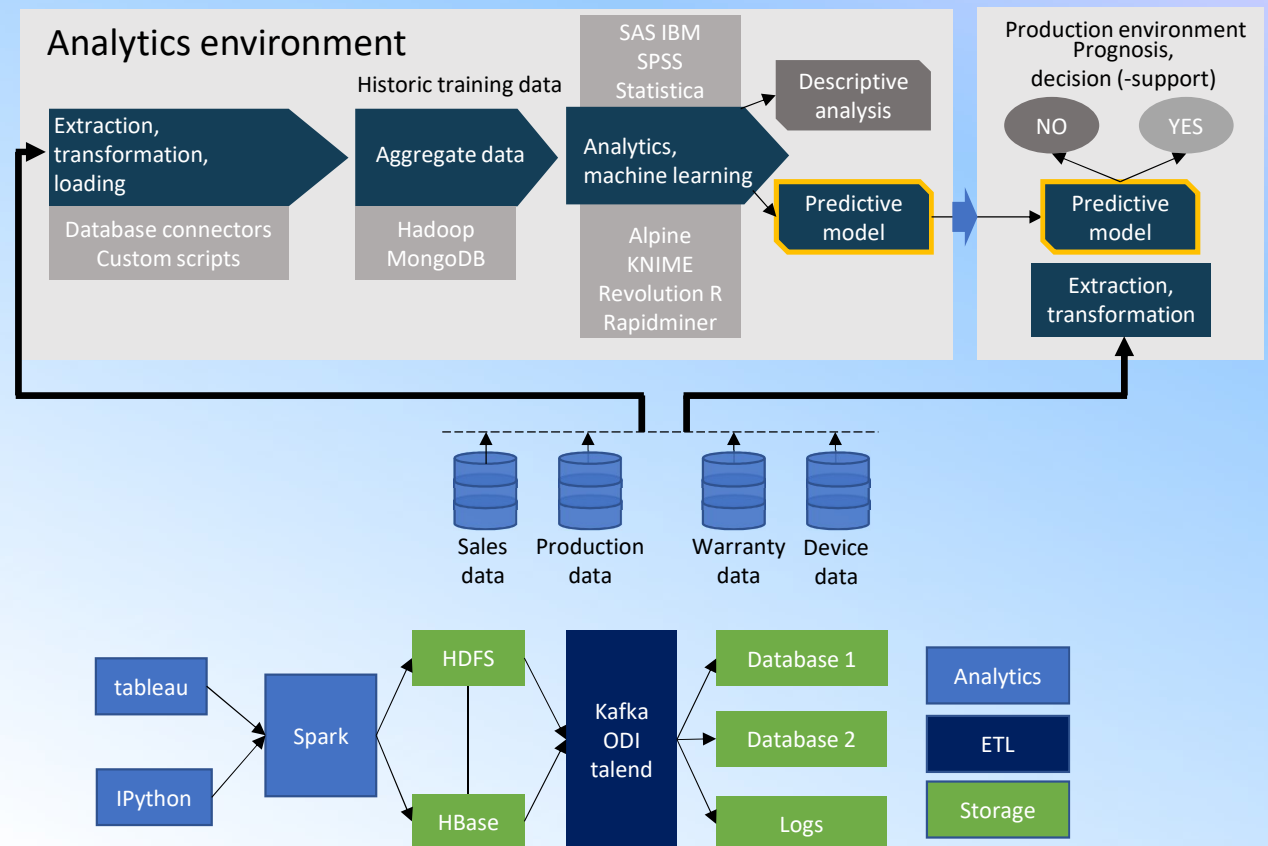 Analytics environment
SAS IBM
SPSS
Statistica
Historic training data
Extraction,
transformation,
loading
Database connectors
Custom scripts
Aggregate data
Hadoop
MongoDB
Analytics,
machine learning
Alpine
KNIME
Revolution R
Rapidminer
Descriptive
analysis
Predictive
model
Production environment
Prognosis,
decision (-support)
NO
YES
Predictive
model
Extraction,
transformation
Sales
data
Production
data
Warranty
data
Device
data
tableau
IPython
Spark
HDFS
HBase
Kafka
ODI
talend
Database 1
Database 2
Logs
Analytics
ETL
Storage